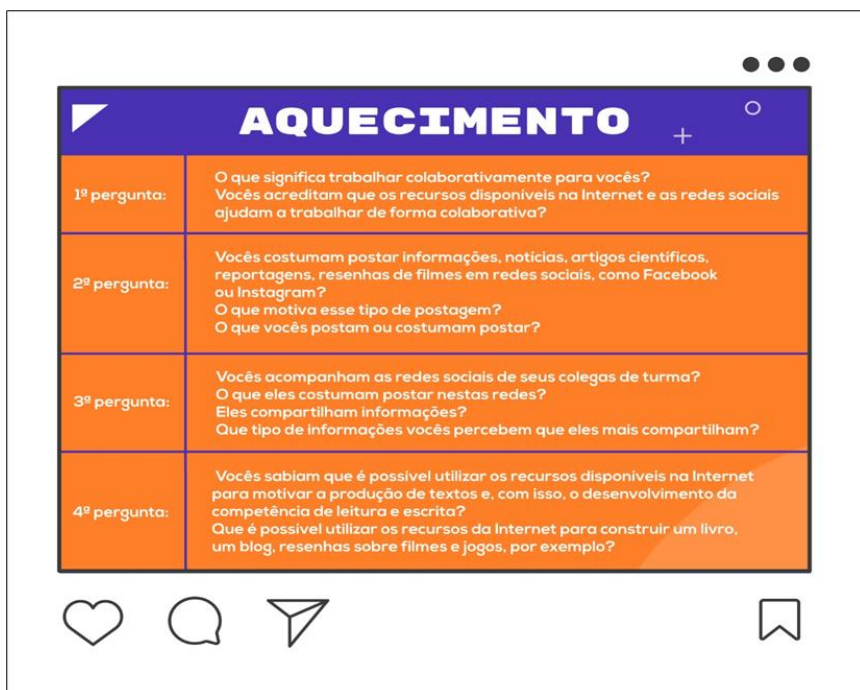 AQUECIMENTO
1ª pergunta:
O que significa trabalhar colaborativamente para vocês?
Vocês acreditam que os recursos disponíveis na Internet e as redes sociais
ajudam a trabalhar de forma colaborativa?
2ª pergunta:
Vocês costumam postar informações, notícias, artigos científicos,
reportagens, resenhas de filmes em redes sociais, como Facebook
ou Instagram?
O que motiva esse tipo de postagem?
O que vocês postam ou costumam postar?
3ª pergunta:
Vocês acompanham as redes sociais de seus colegas de turma?
O que eles costumam postar nestas redes?
Eles compartilham informações?
Que tipo de informações vocês percebem que eles mais compartilham?
4ª pergunta:
Vocês sabiam que é possivel utilizar os recursos disponíveis na Internet
para motivar a produção de textos e, com isso, o desenvolvimento da
competência de leitura e escrita?
Que é possivel utilizar os recursos da Internet para construir um livro,
um blog, resenhas sobre filmes e jogos, por exemplo?